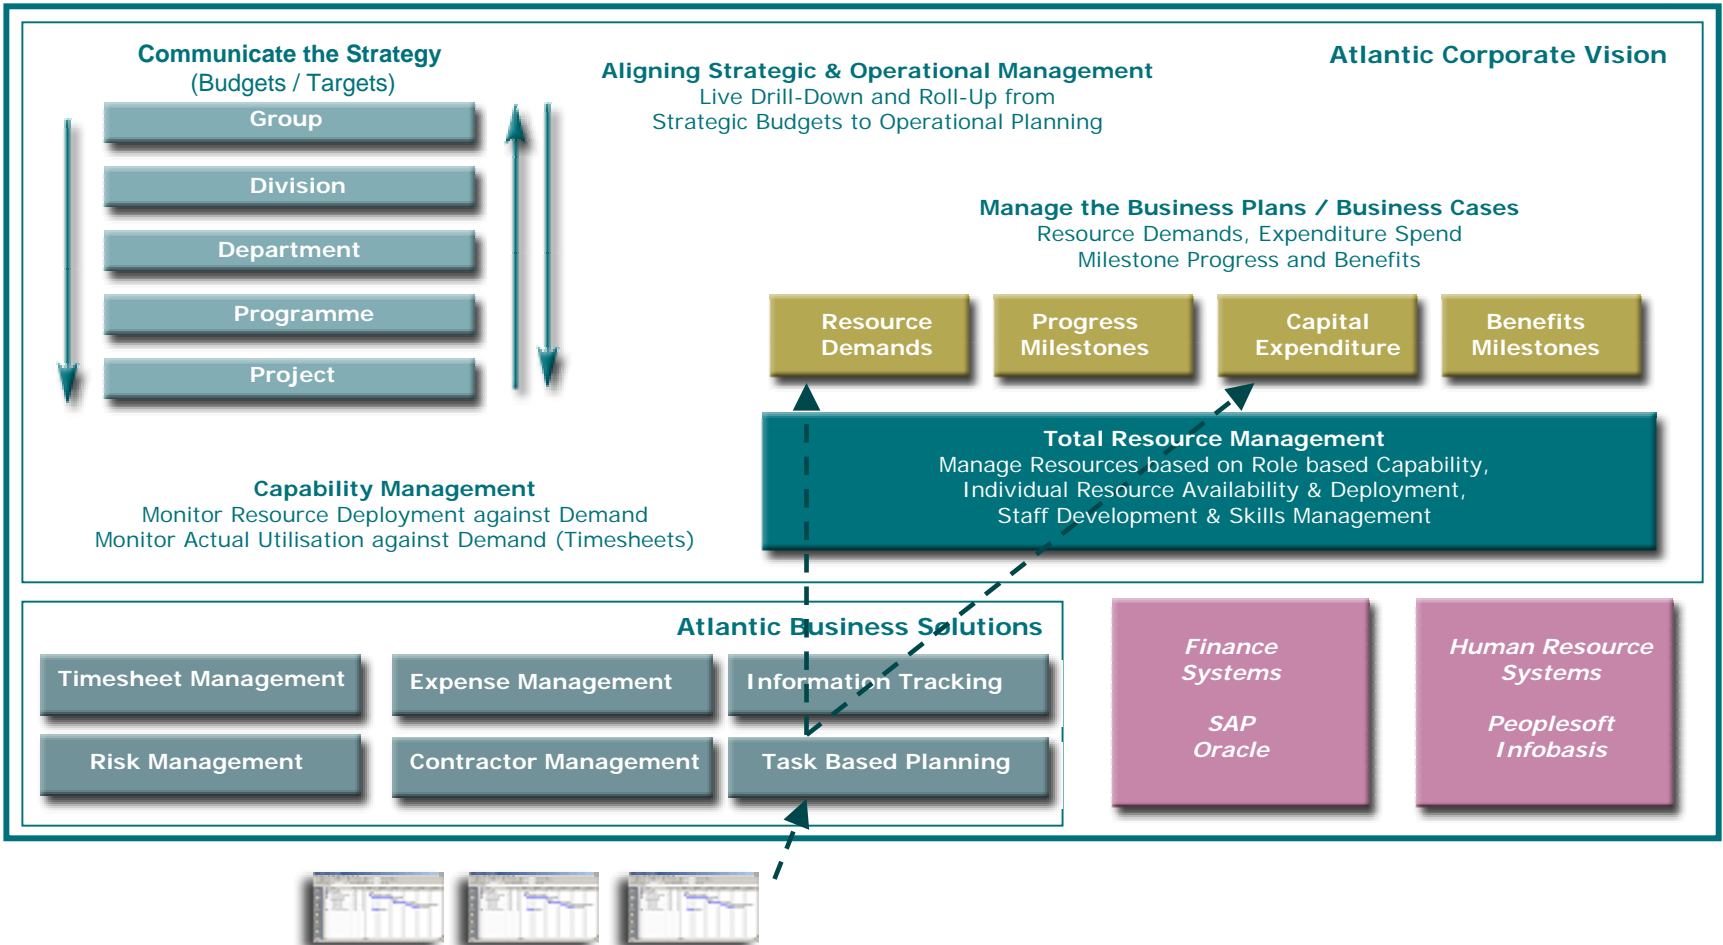 Communicate the Strategy
(Budgets / Targets)
Group
Division
Department
Programme
Project
Aligning Strategic & Operational Management
Live Drill-Down and Roll-Up from
Strategic Budgets to Operational Planning
Atlantic Corporate Vision
Manage the Business Plans / Business Cases
Resource Demands, Expenditure Spend
Milestone Progress and Benefits
Resource
Demands
Progress
Milestones
Capital
Expenditure
Benefits
Milestones
Total Resource Management
Manage Resources based on Role based Capability,
Individual Resource Availability & Deployment,
Staff Development & Skills Management
Capability Management
Monitor Resource Deployment against Demand
Monitor Actual Utilisation against Demand (Timesheets)
Atlantic Business Solutions
Timesheet Management
Expense Management
Information Tracking
Risk Management
Contractor Management
Task Based Planning
Finance
Systems
SAP
Oracle
Human Resource
Systems
Peoplesoft
Infobasis